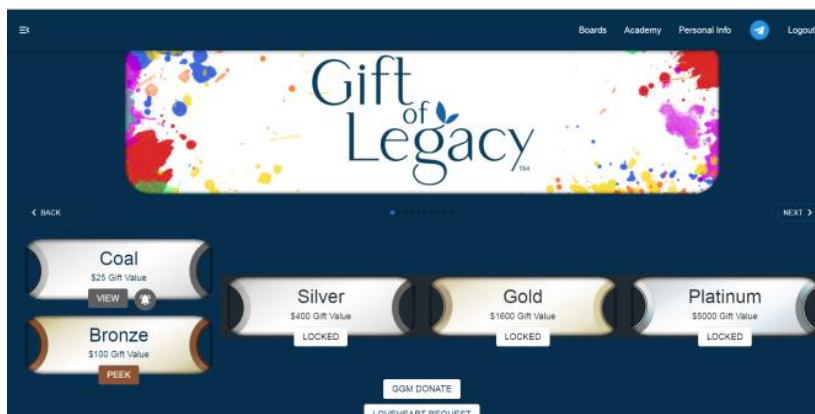 Boards Academy Personal Info Logout
Gift
of
Legacy™
BACK
NEXT
Coal
$25 Gift Value
VIEW
Bronze
$100 Gift Value
PEEK
Silver
$400 Gift Value
LOCKED
Gold
$1600 Gift Value
LOCKED
Platinum
$5000 Gift Value
LOCKED
GGM DONATE
LOVEHEART REQUEST